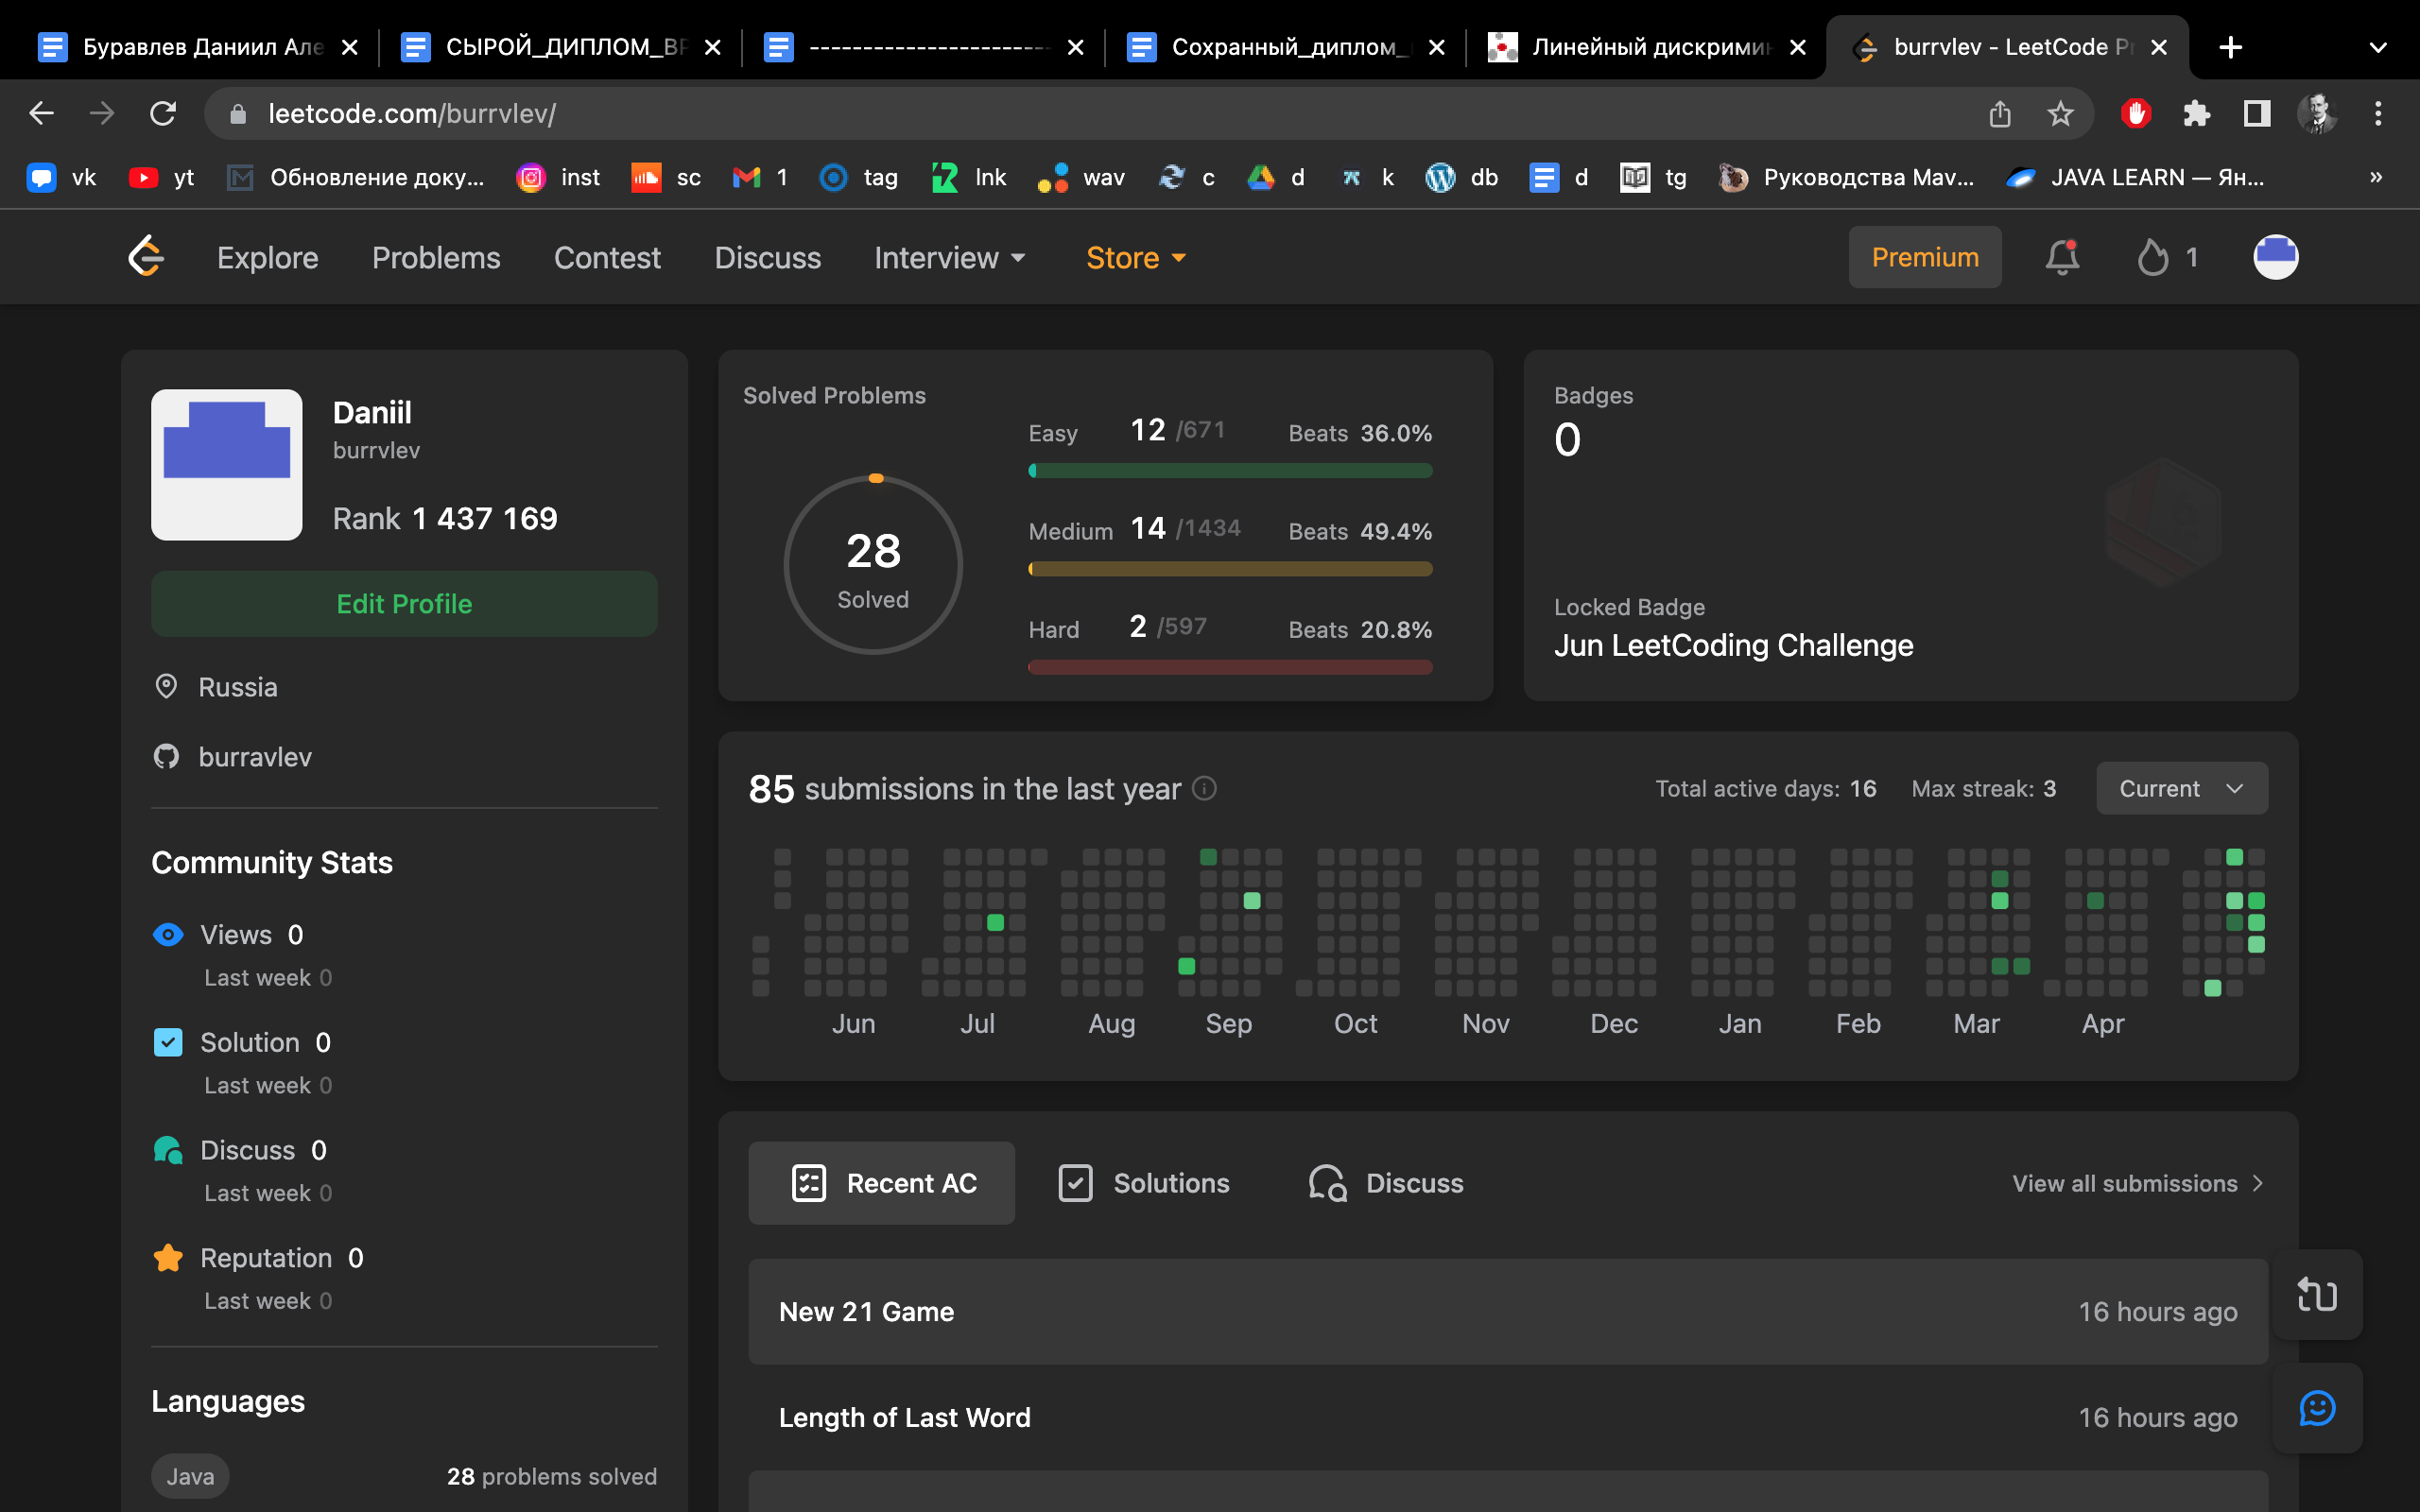 Буравлев Даниил Але
СЫРОЙ_ДИПЛОМ_ВР
-----------------------
Сохранный_диплом_
Линейный дискримин
burrvlev - LeetCode Pr
leetcode.com/burrvlev/
vk
yt
Обновление доку...
inst
sc
1
tag
lnk
wav
c
d
k
db
d
tg
Руководства Mav...
JAVA LEARN — Ян...
»
Explore
Problems
Contest
Discuss
Interview
Store
Premium
1
Daniil
burrvlev
Rank 1 437 169
Edit Profile
Russia
burravlev
Community Stats
Views 0
Last week 0
Solution 0
Last week 0
Discuss 0
Last week 0
Reputation 0
Last week 0
Languages
Java
28 problems solved
Solved Problems
28
Solved
Easy 12 /671 Beats 36.0%
Medium 14 /1434 Beats 49.4%
Hard 2 /597 Beats 20.8%
Badges
0
Locked Badge
Jun LeetCoding Challenge
85 submissions in the last year
Total active days: 16 Max streak: 3
Current
Jun Jul Aug Sep Oct Nov Dec Jan Feb Mar Apr
Recent AC
Solutions
Discuss
View all submissions
New 21 Game 16 hours ago
Length of Last Word 16 hours ago